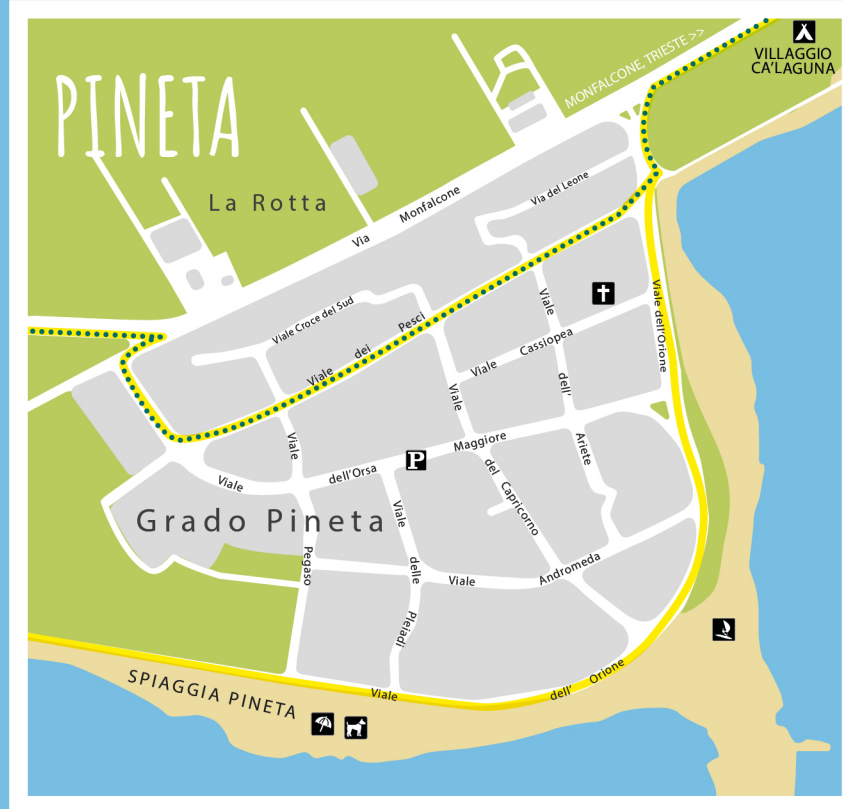 VILLAGGIO
CA'LAGUNA
MONFALCONE, TRIESTE >>
PINETA
La Rotta
Via Monfalcone
Via del Leone
Viale Croce del Sud
Viale dei Pesci
Viale dell'Orione
Viale Cassiopea
Viale dell' Ariete
Viale del Capricorno
Viale dell'Orsa Maggiore
P
Grado Pineta
Viale Pegaso
Viale delle Pleiadi
Viale Andromeda
Viale dell' Orione
SPIAGGIA PINETA